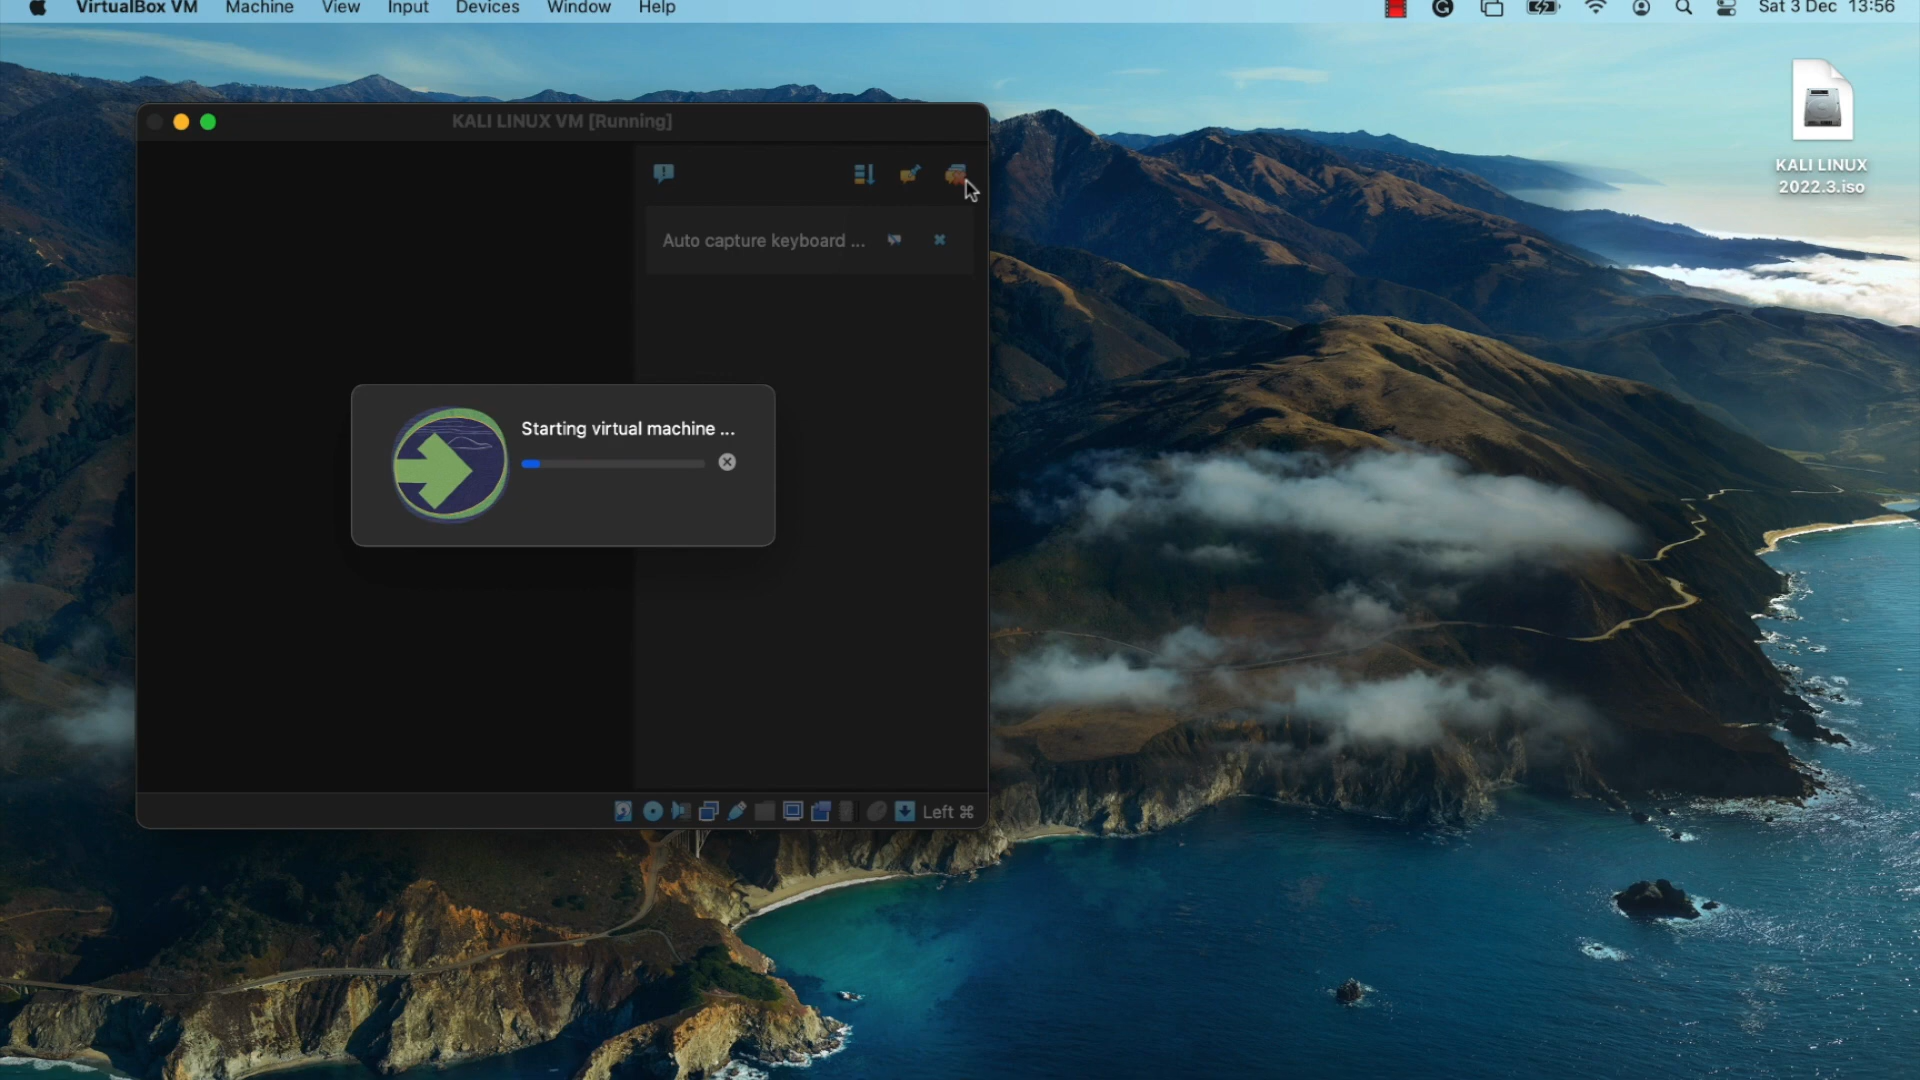 VirtualBox VM Machine View Input Devices Window Help Sat 3 Dec 13:56
KALI LINUX
2022.3.iso
KALI LINUX VM [Running]
Auto capture keyboard ...
Starting virtual machine ...
Left ⌘